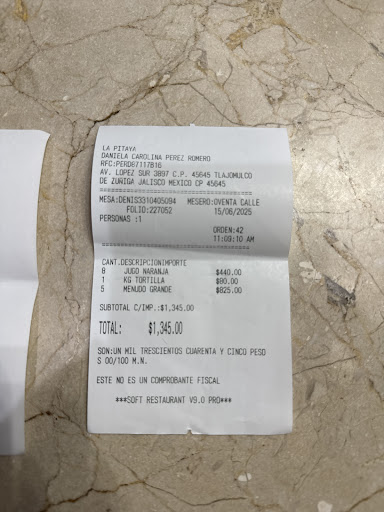 LA PITAYA
DANIELA CAROLINA PEREZ ROMERO
RFC:PERD87117B16
AV. LOPEZ SUR 3897 C.P. 45645 TLAJOMULCO
DE ZUÑIGA JALISCO MEXICO CP 45645
========================================
MESA:DENIS3310405094 MESERO:0VENTA CALLE
FOLIO:227052 15/06/2025
PERSONAS :1
ORDEN:42
11:09:10 AM
========================================
CANT.DESCRIPCIONIMPORTE
8 JUGO NARANJA $440.00
1 KG TORTILLA $80.00
5 MENUDO GRANDE $825.00
SUBTOTAL C/IMP.:$1,345.00
TOTAL: $1,345.00
SON:UN MIL TRESCIENTOS CUARENTA Y CINCO PESO
S 00/100 M.N.
ESTE NO ES UN COMPROBANTE FISCAL
***SOFT RESTAURANT V9.0 PRO***